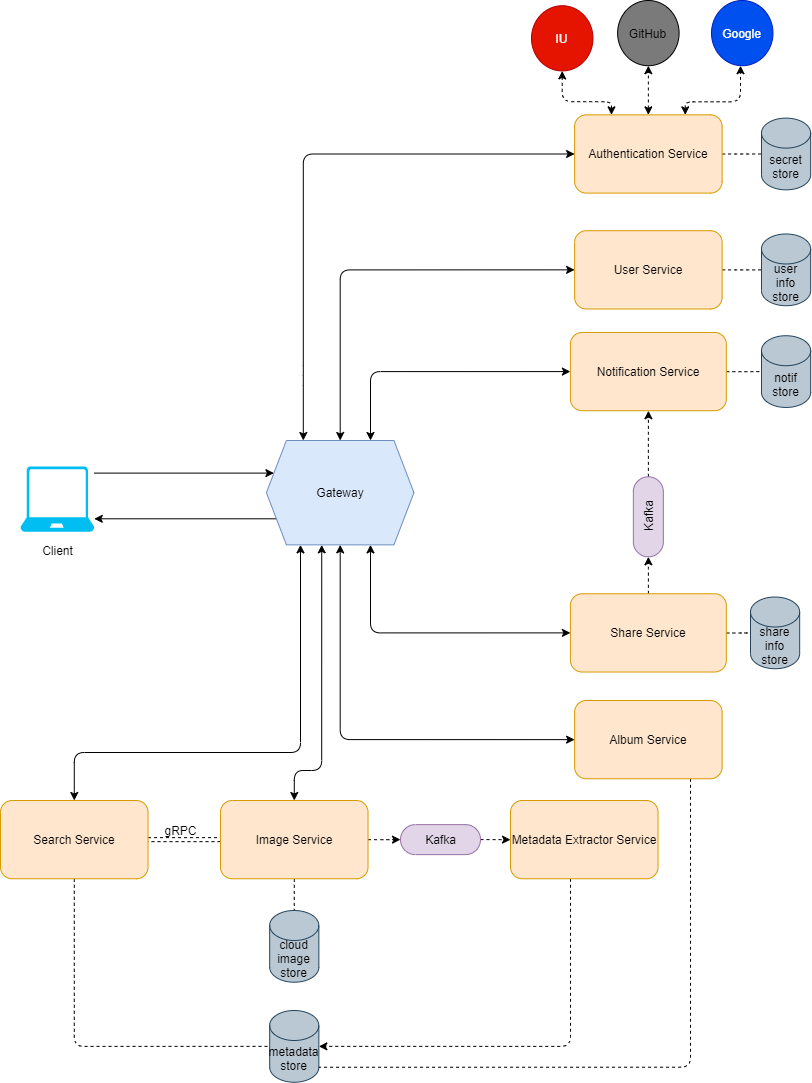 IU
GitHub
Google
Authentication Service
secret
store
User Service
user
info
store
Notification Service
notif
store
Kafka
Gateway
Client
Share Service
share
info
store
Album Service
Search Service
gRPC
Image Service
Kafka
Metadata Extractor Service
cloud
image
store
metadata
store